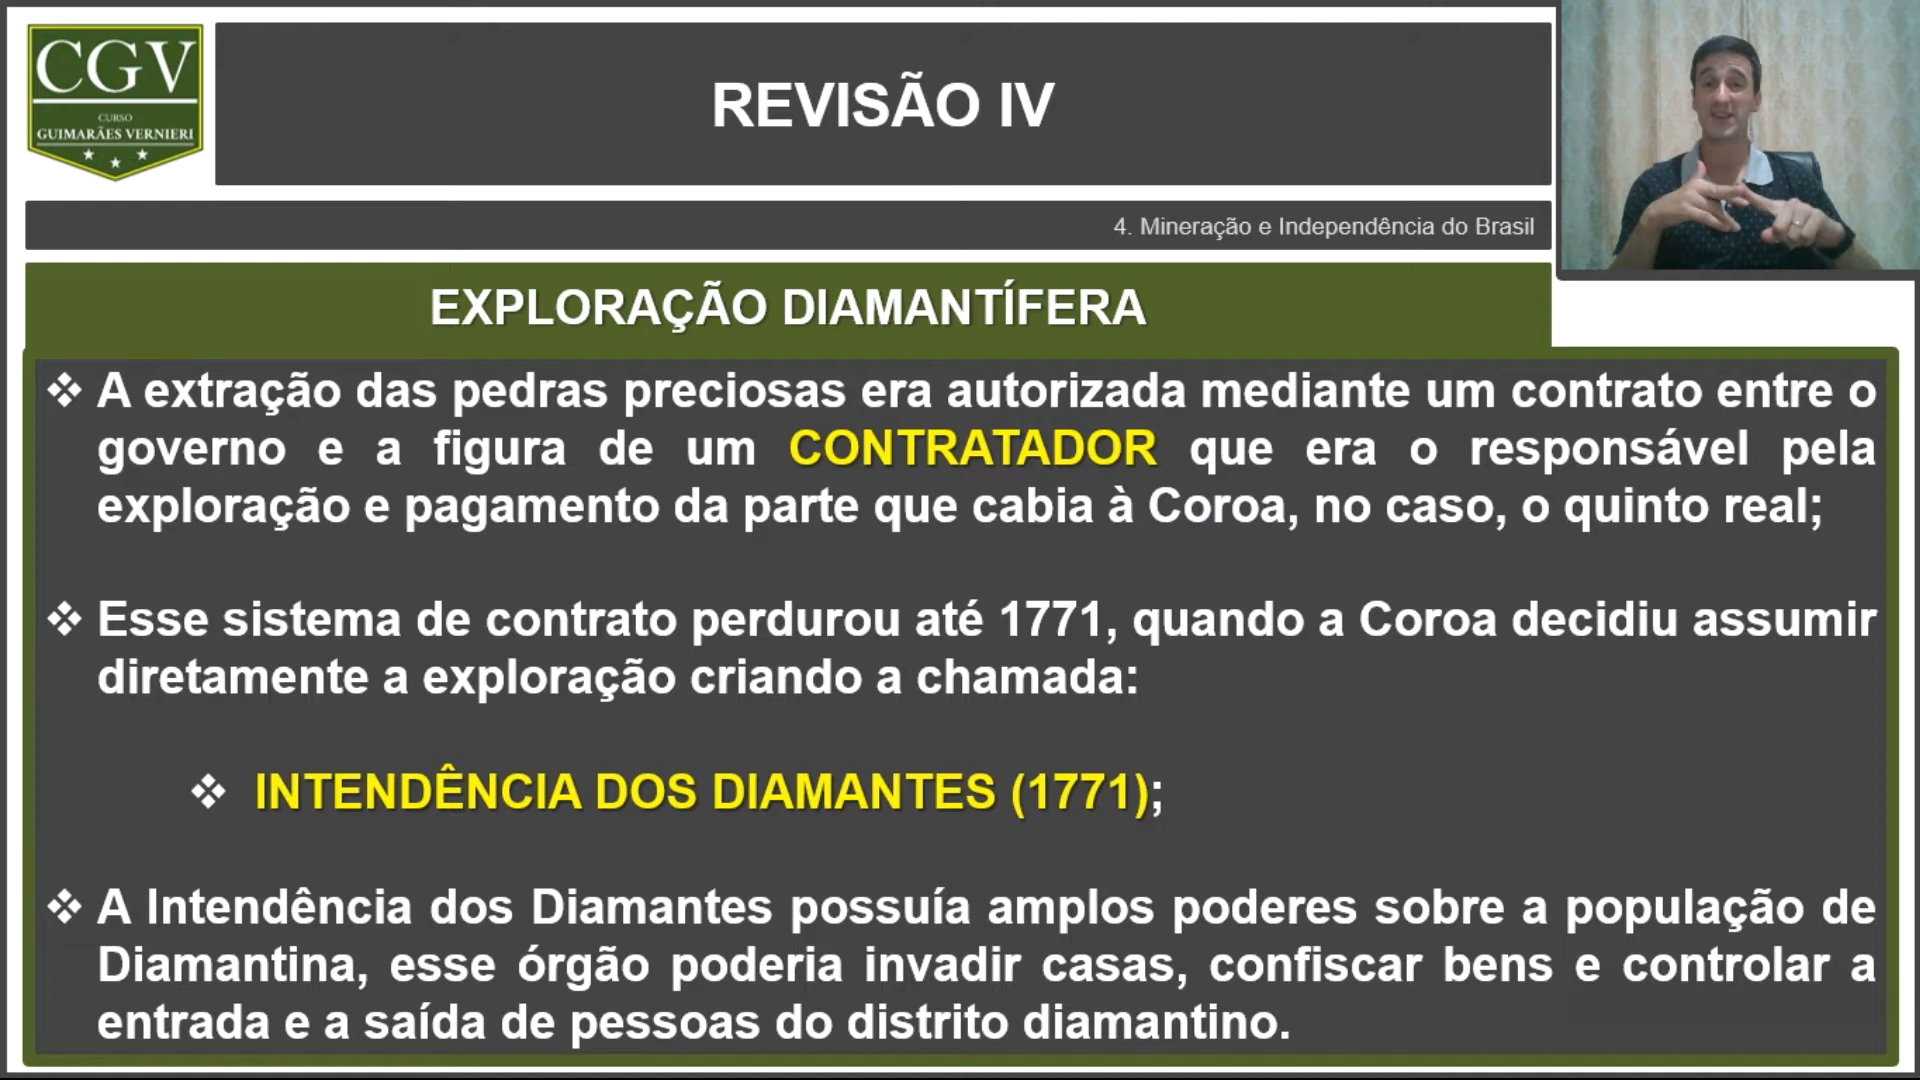 CGV
CURSO
GUIMARÃES VERNIERI
REVISÃO IV
4. Mineração e Independência do Brasil
EXPLORAÇÃO DIAMANTÍFERA
❖ A extração das pedras preciosas era autorizada mediante um contrato entre o
governo e a figura de um CONTRATADOR que era o responsável pela
exploração e pagamento da parte que cabia à Coroa, no caso, o quinto real;
❖ Esse sistema de contrato perdurou até 1771, quando a Coroa decidiu assumir
diretamente a exploração criando a chamada:
❖ INTENDÊNCIA DOS DIAMANTES (1771);
❖ A Intendência dos Diamantes possuía amplos poderes sobre a população de
Diamantina, esse órgão poderia invadir casas, confiscar bens e controlar a
entrada e a saída de pessoas do distrito diamantino.